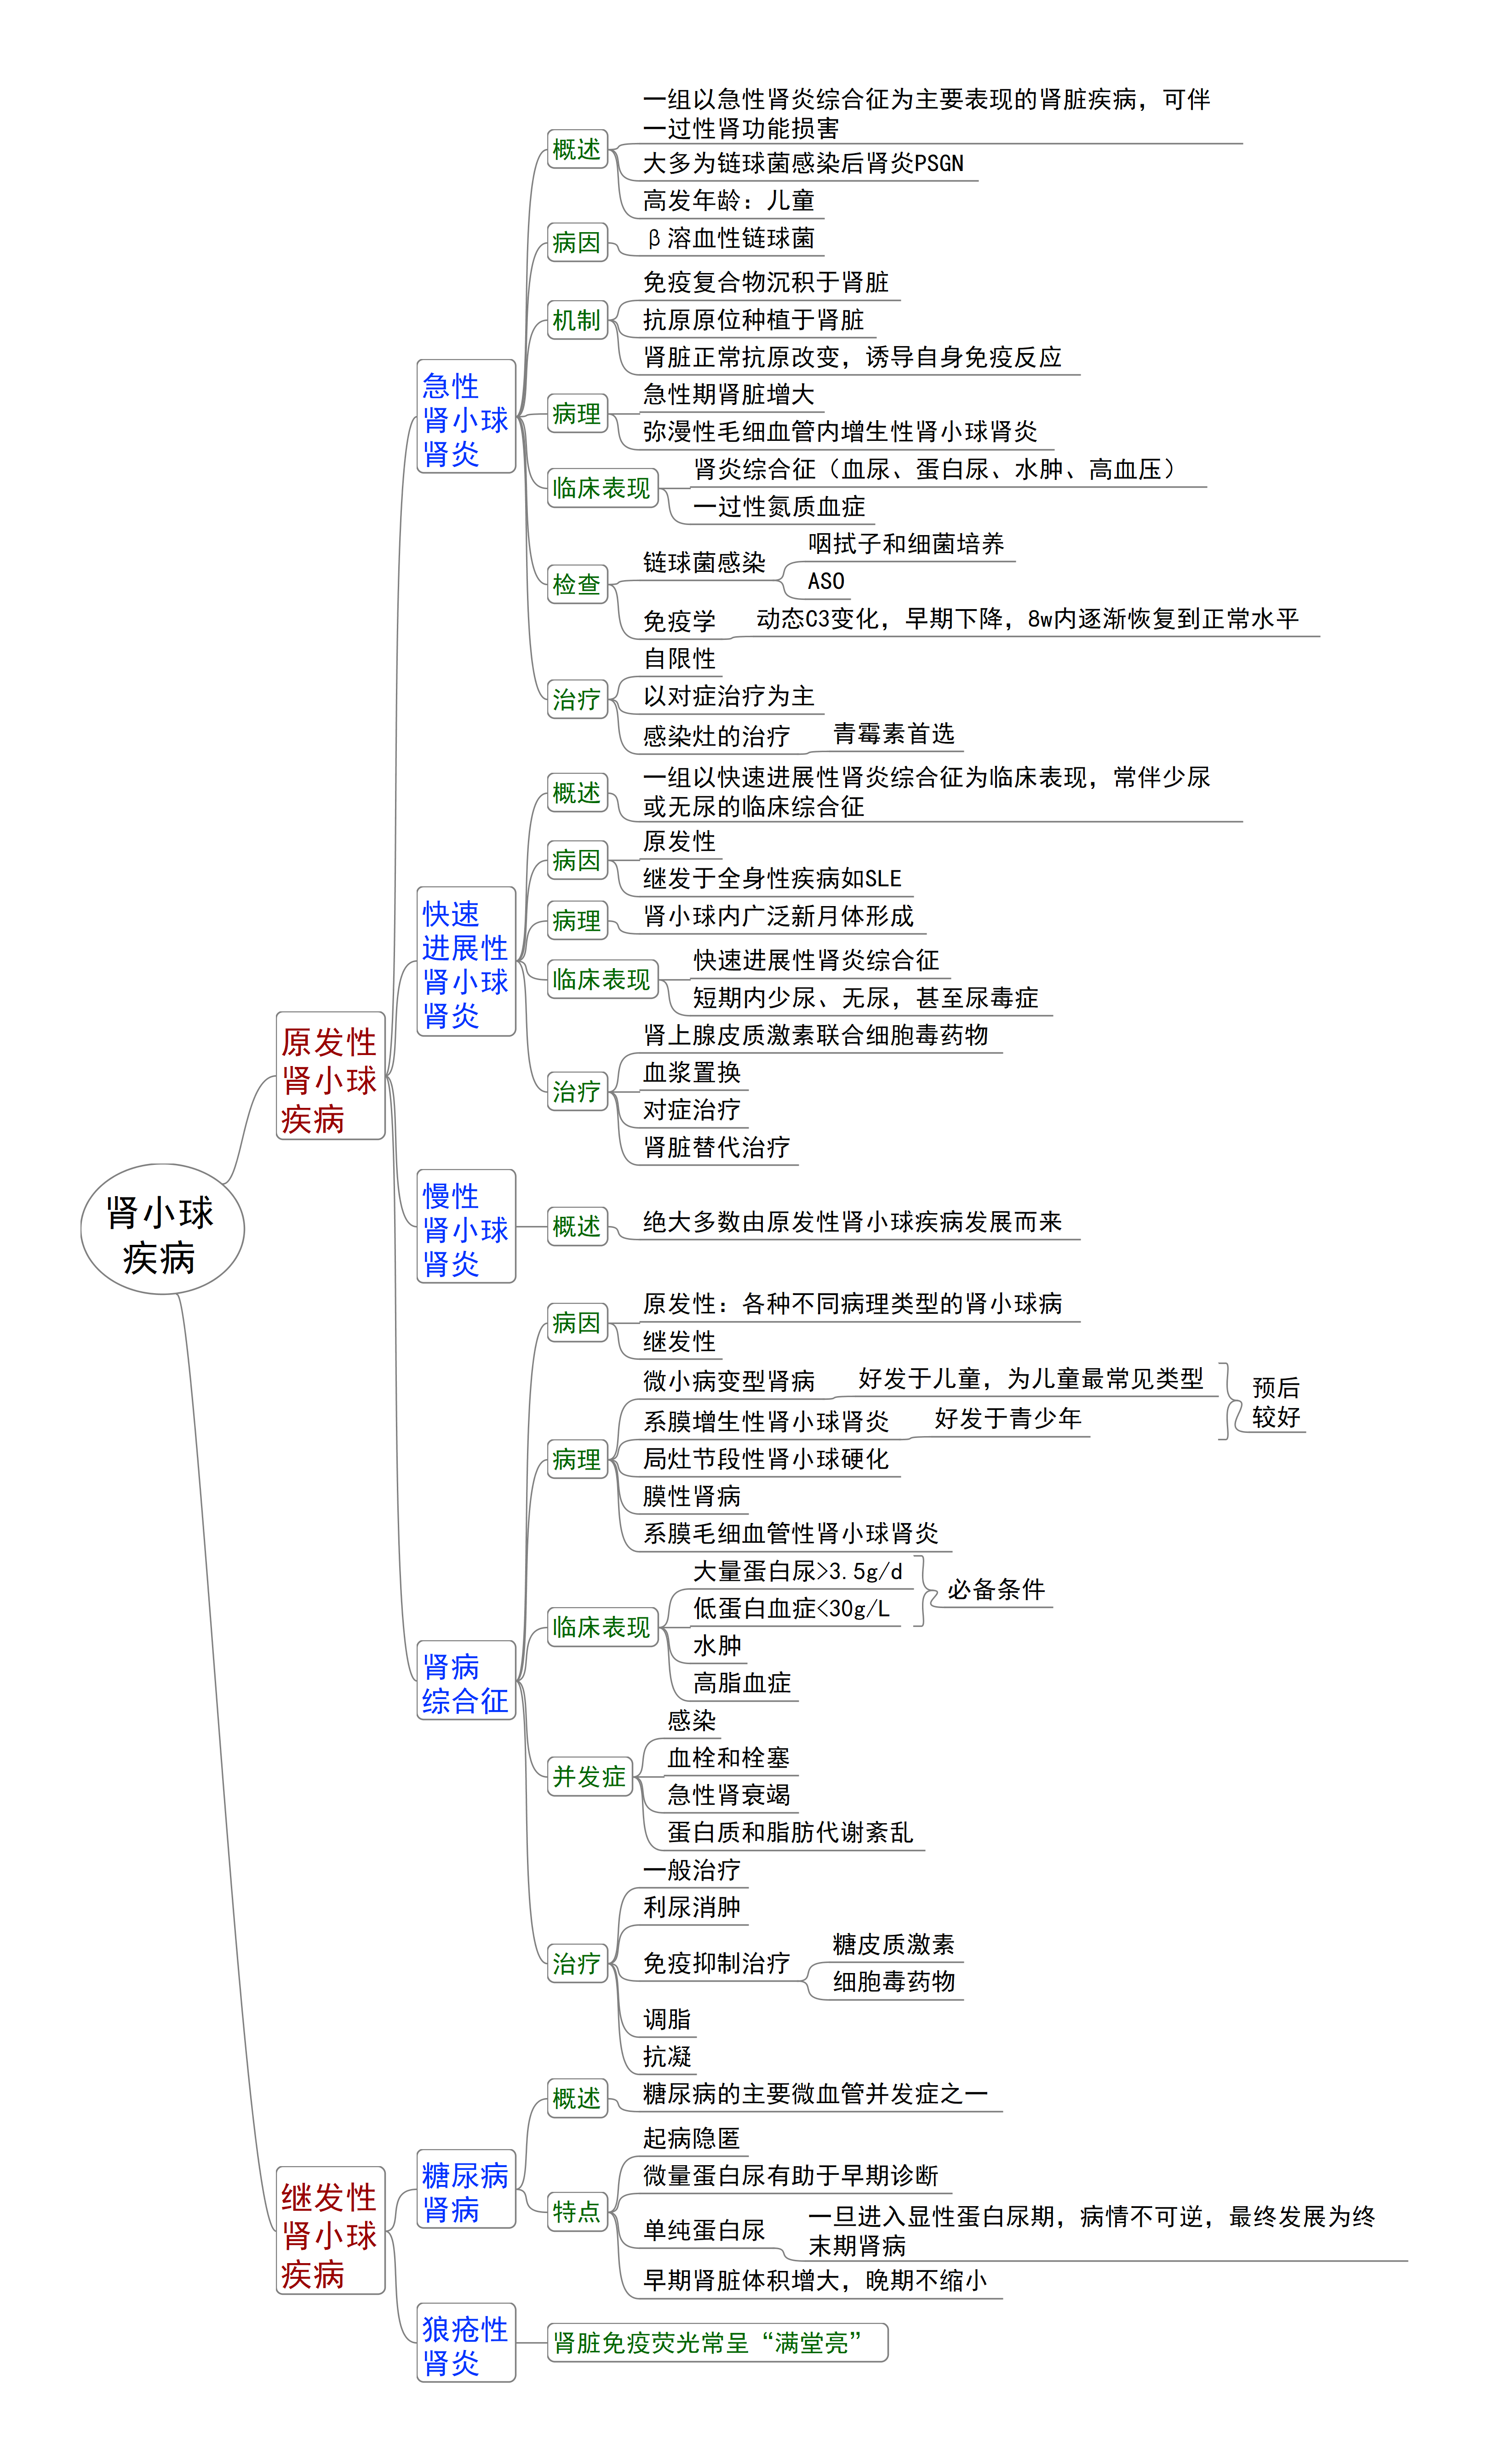 肾小球
疾病
原发性
肾小球
疾病
急性
肾小球
肾炎
概述
一组以急性肾炎综合征为主要表现的肾脏疾病，可伴
一过性肾功能损害
大多为链球菌感染后肾炎PSGN
高发年龄：儿童
病因
β溶血性链球菌
机制
免疫复合物沉积于肾脏
抗原原位种植于肾脏
肾脏正常抗原改变，诱导自身免疫反应
病理
急性期肾脏增大
弥漫性毛细血管内增生性肾小球肾炎
临床表现
肾炎综合征（血尿、蛋白尿、水肿、高血压）
一过性氮质血症
检查
链球菌感染
咽拭子和细菌培养
ASO
免疫学
动态C3变化，早期下降，8w内逐渐恢复到正常水平
治疗
自限性
以对症治疗为主
感染灶的治疗
青霉素首选
快速
进展性
肾小球
肾炎
概述
一组以快速进展性肾炎综合征为临床表现，常伴少尿
或无尿的临床综合征
病因
原发性
继发于全身性疾病如SLE
病理
肾小球内广泛新月体形成
临床表现
快速进展性肾炎综合征
短期内少尿、无尿，甚至尿毒症
治疗
肾上腺皮质激素联合细胞毒药物
血浆置换
对症治疗
肾脏替代治疗
慢性
肾小球
肾炎
概述
绝大多数由原发性肾小球疾病发展而来
肾病
综合征
病因
原发性：各种不同病理类型的肾小球病
继发性
病理
微小病变型肾病
好发于儿童，为儿童最常见类型
系膜增生性肾小球肾炎
好发于青少年
预后
较好
局灶节段性肾小球硬化
膜性肾病
系膜毛细血管性肾小球肾炎
临床表现
大量蛋白尿>3.5g/d
低蛋白血症<30g/L
必备条件
水肿
高脂血症
并发症
感染
血栓和栓塞
急性肾衰竭
蛋白质和脂肪代谢紊乱
治疗
一般治疗
利尿消肿
免疫抑制治疗
糖皮质激素
细胞毒药物
调脂
抗凝
继发性
肾小球
疾病
糖尿病
肾病
概述
糖尿病的主要微血管并发症之一
特点
起病隐匿
微量蛋白尿有助于早期诊断
单纯蛋白尿
一旦进入显性蛋白尿期，病情不可逆，最终发展为终
末期肾病
早期肾脏体积增大，晚期不缩小
狼疮性
肾炎
肾脏免疫荧光常呈“满堂亮”